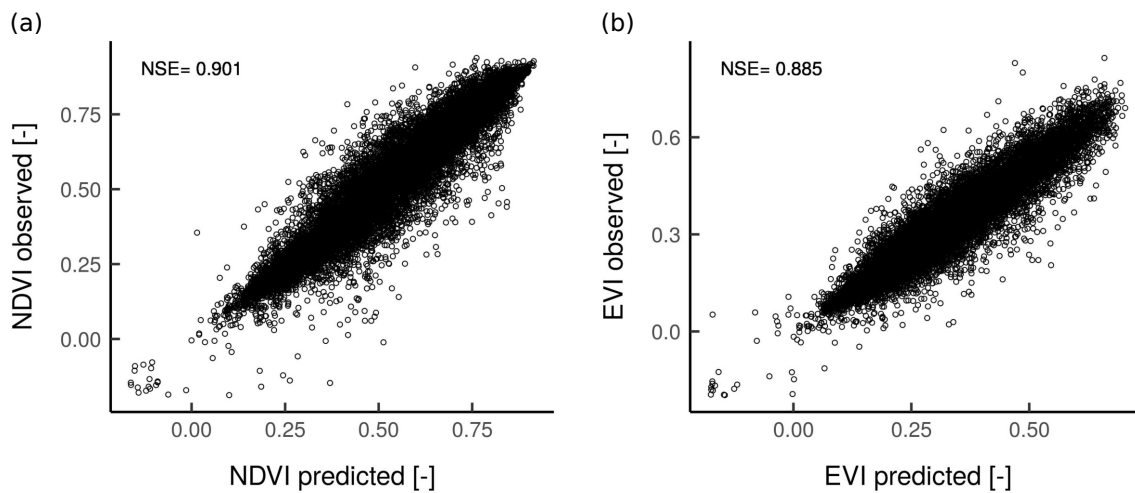 (a)
NSE= 0.901
NDVI observed [-]
0.75
0.50
0.25
0.00
0.00 0.25 0.50 0.75
NDVI predicted [-]
(b)
NSE= 0.885
EVI observed [-]
0.6
0.3
0.0
0.00 0.25 0.50
EVI predicted [-]